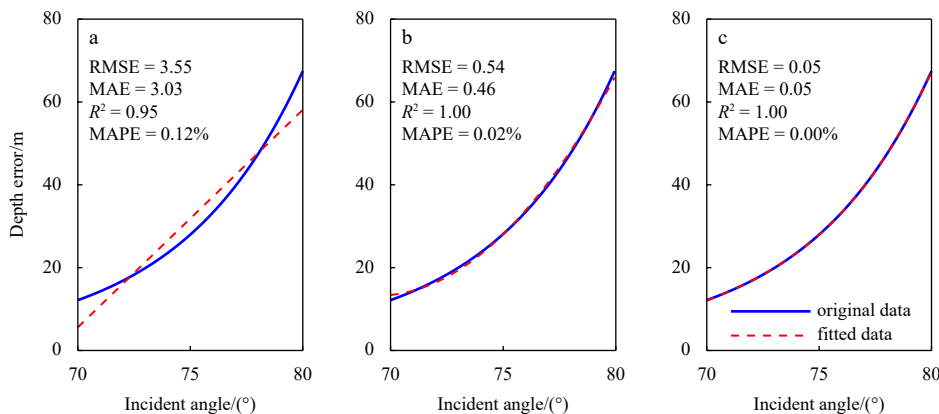 80
60
40
20
0
Depth error/m
a
RMSE = 3.55
MAE = 3.03
R² = 0.95
MAPE = 0.12%
70
75
80
Incident angle/(°)
80
60
40
20
0
b
RMSE = 0.54
MAE = 0.46
R² = 1.00
MAPE = 0.02%
70
75
80
Incident angle/(°)
80
60
40
20
0
c
RMSE = 0.05
MAE = 0.05
R² = 1.00
MAPE = 0.00%
original data
fitted data
70
75
80
Incident angle/(°)